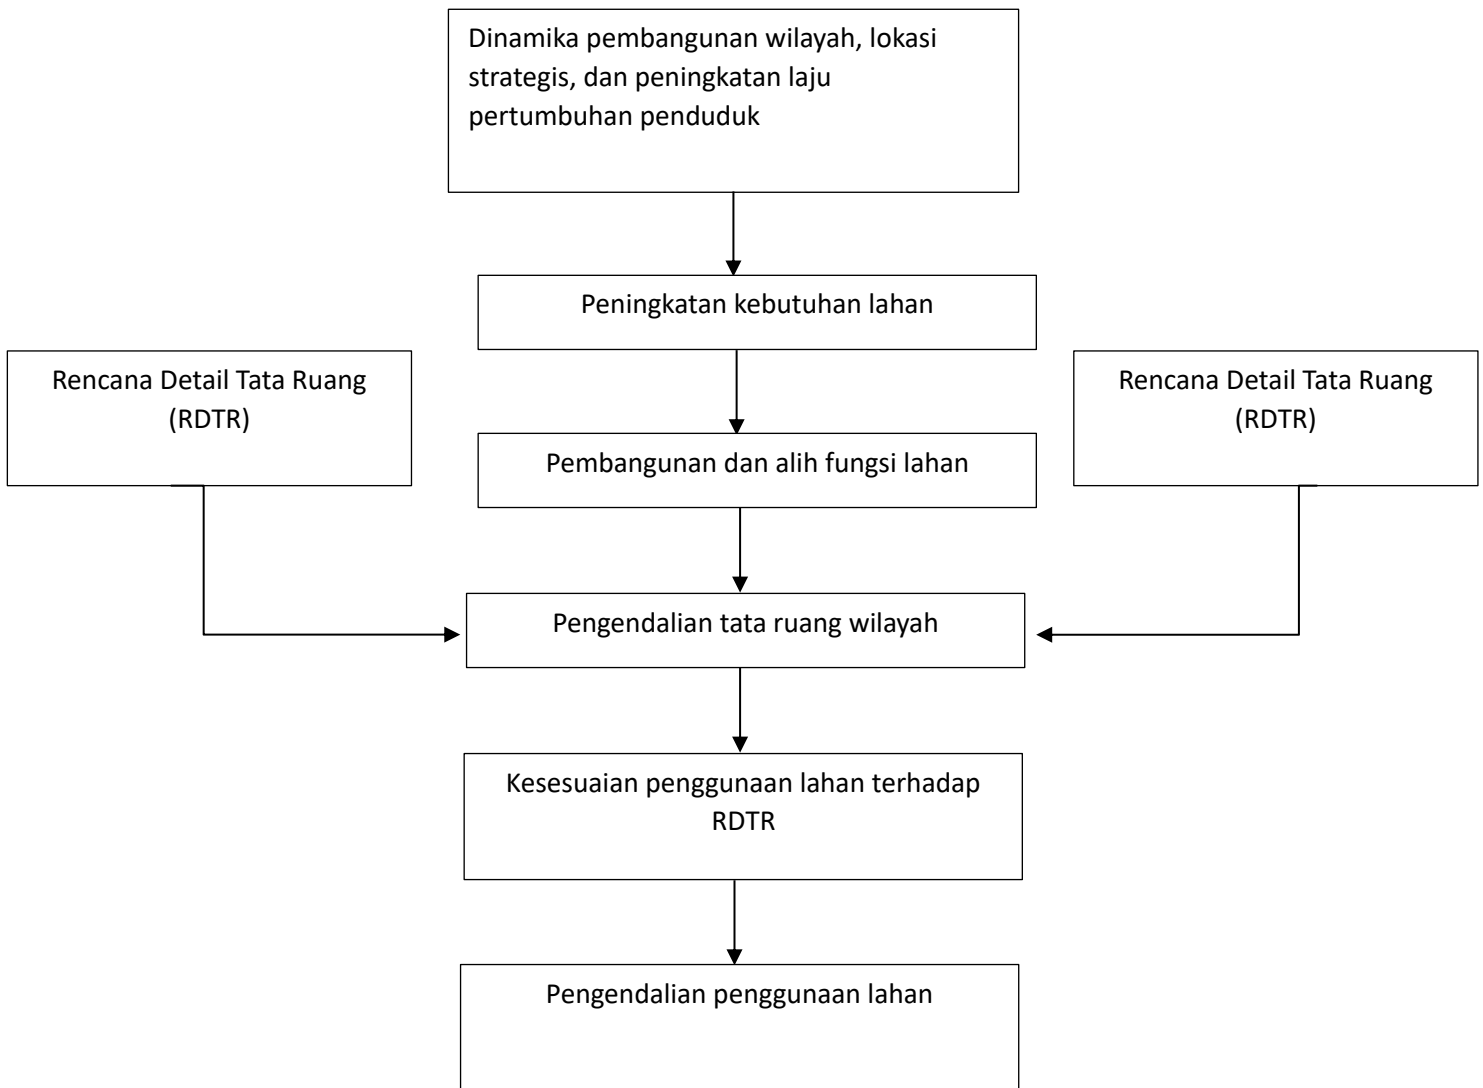 Dinamika pembangunan wilayah, lokasi
strategis, dan peningkatan laju
pertumbuhan penduduk
Peningkatan kebutuhan lahan
Rencana Detail Tata Ruang
(RDTR)
Rencana Detail Tata Ruang
(RDTR)
Pembangunan dan alih fungsi lahan
Pengendalian tata ruang wilayah
Kesesuaian penggunaan lahan terhadap
RDTR
Pengendalian penggunaan lahan